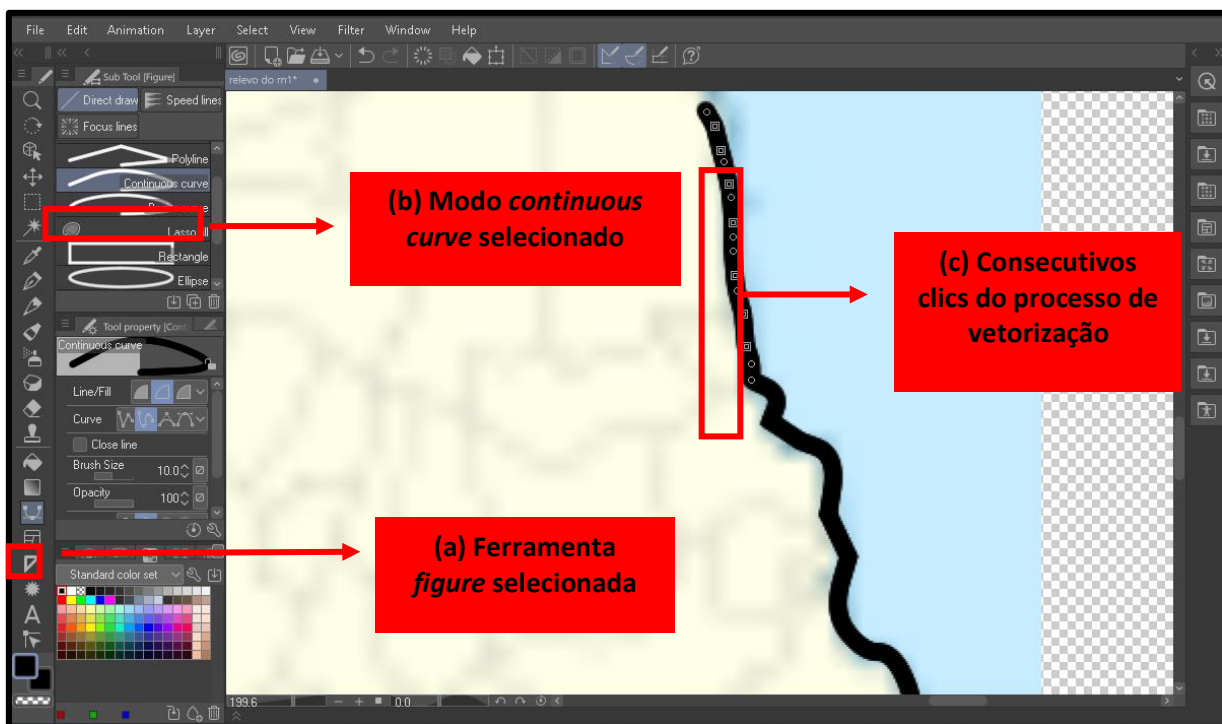 File Edit Animation Layer Select View Filter Window Help
Sub Tool [Figure]
relevo do m1*
Direct draw Speed lines
Focus lines
Polyline
Continuous curve
Lasso fill
Rectangle
Ellipse
Tool property [Cont
Continuous curve
Line/Fill
Curve
Close line
Brush Size 10.0
Opacity 100
Standard color set
A
199.6 0.0
(b) Modo continuous
curve selecionado
(c) Consecutivos
clics do processo de
vetorização
(a) Ferramenta
figure selecionada